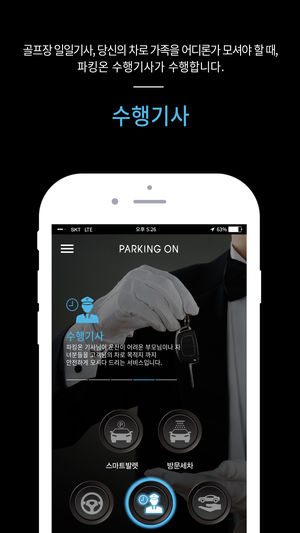 골프장 일일기사, 당신의 차로 가족을 어디론가 모셔야 할 때,
파킹온 수행기사가 수행합니다.
수행기사
SKT LTE 오후 5:26 63%
PARKING ON
수행기사
파킹온 기사님이 운전이 어려운 부모님이나 자
녀분들을 고객님의 차로 목적지 까지
안전하게 모시다 드리는 서비스입니다.
P
스마트발렛 방문세차